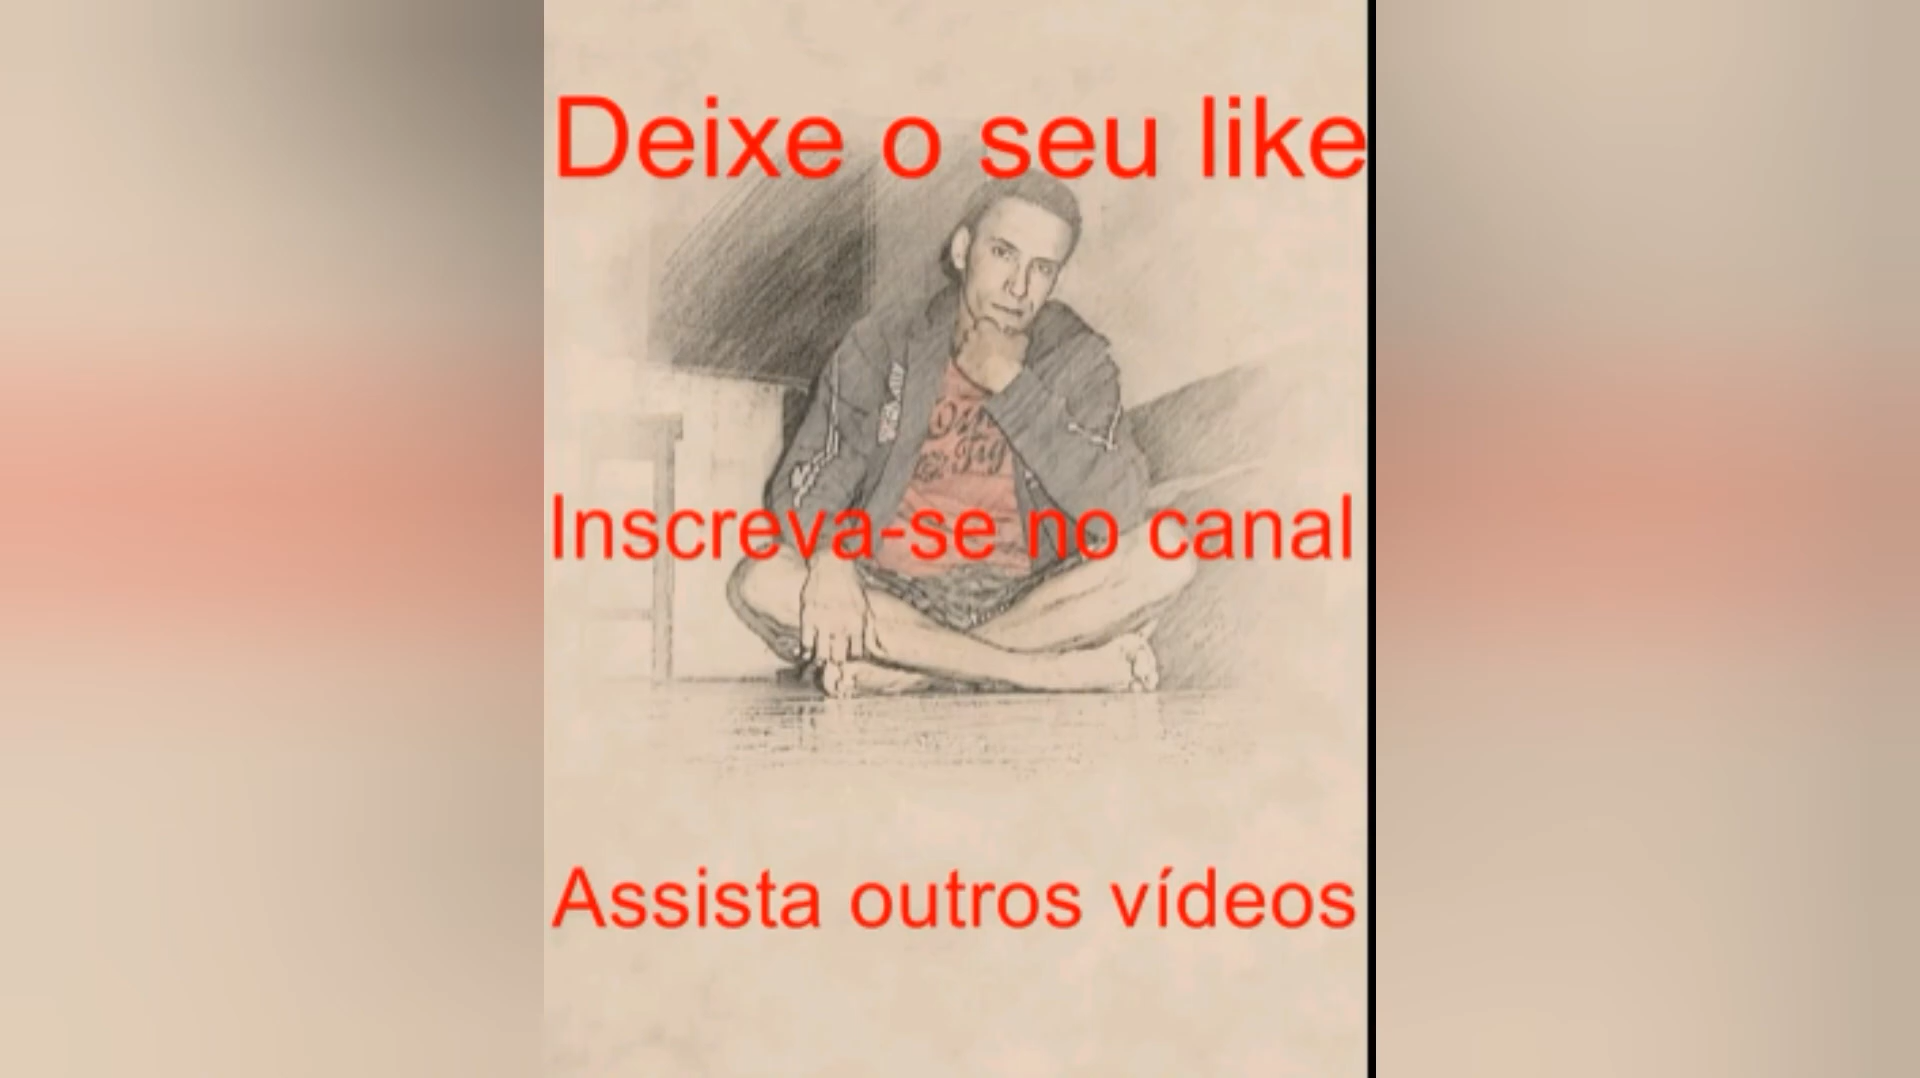 Deixe o seu like
Inscreva-se no canal
Assista outros vídeos